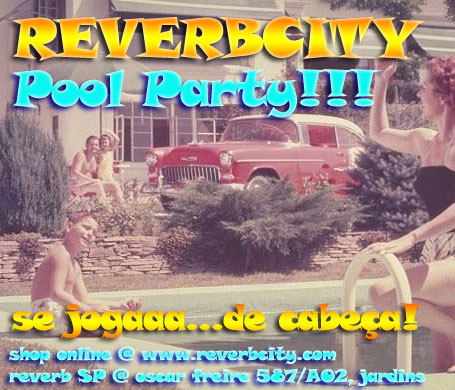 REVERBCITY
Pool Party!!!
se jogaaa...de cabeça!
shop online @ www.reverbcity.com
reverb SP @ oscar freire 587/A02, jardins